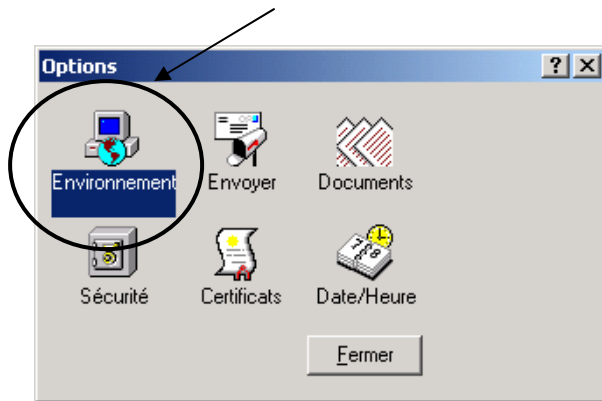 Options
Environnement Envoyer Documents
Sécurité Certificats Date/Heure
Fermer